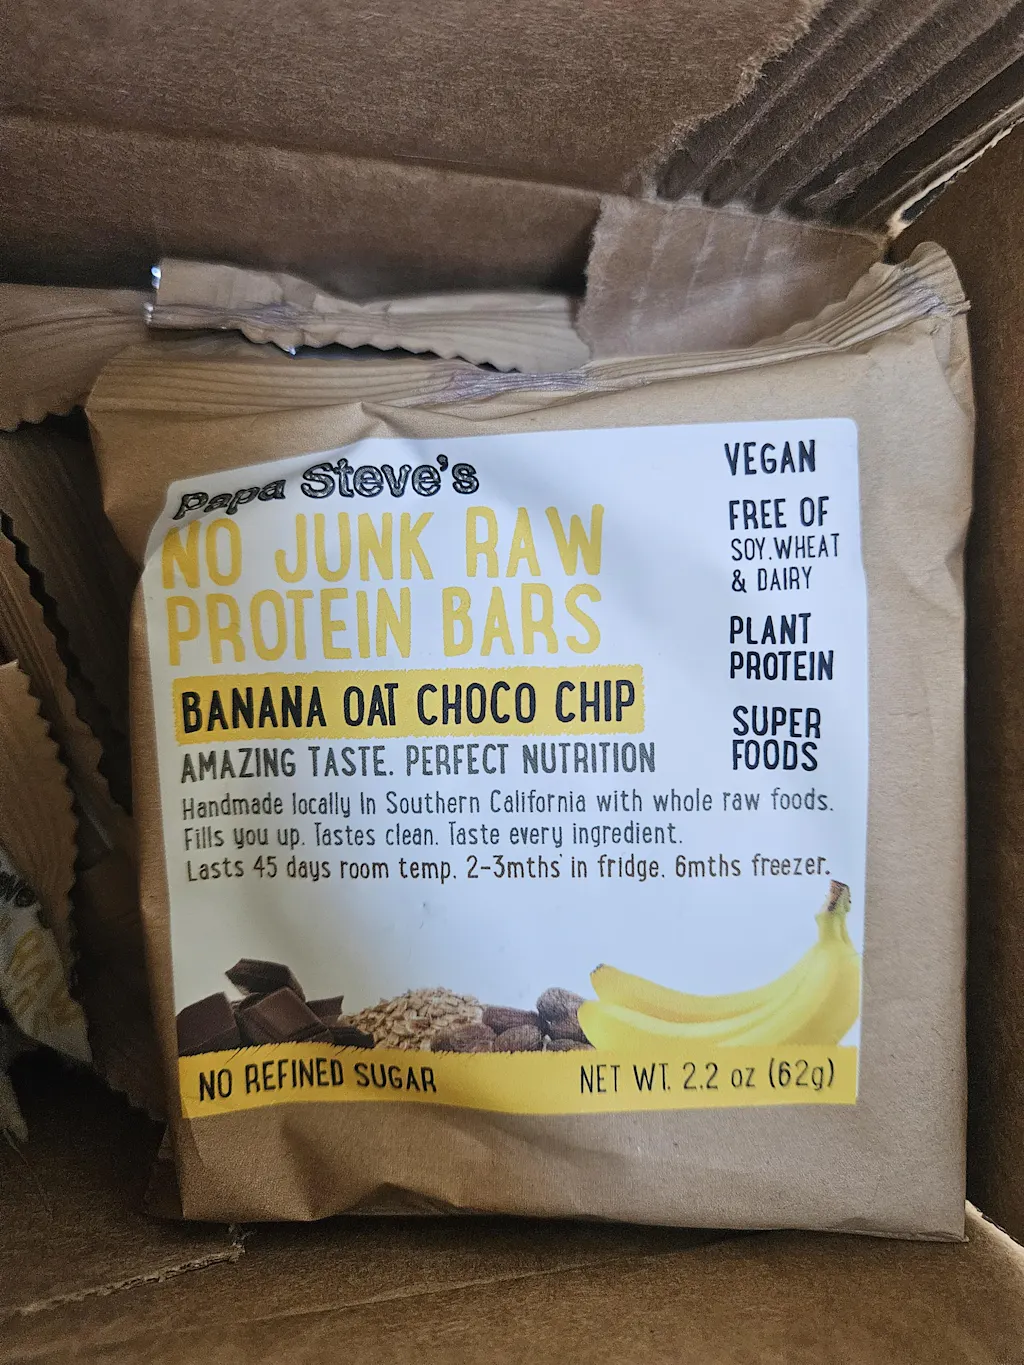 Papa Steve's
NO JUNK RAW
PROTEIN BARS
BANANA OAT CHOCO CHIP
AMAZING TASTE. PERFECT NUTRITION
Handmade locally In Southern California with whole raw foods.
Fills you up. Tastes clean. Taste every ingredient.
Lasts 45 days room temp. 2-3mths' in fridge. 6mths freezer.
VEGAN
FREE OF
SOY.WHEAT
& DAIRY
PLANT
PROTEIN
SUPER
FOODS
NO REFINED SUGAR
NET WT. 2.2 oz (62g)